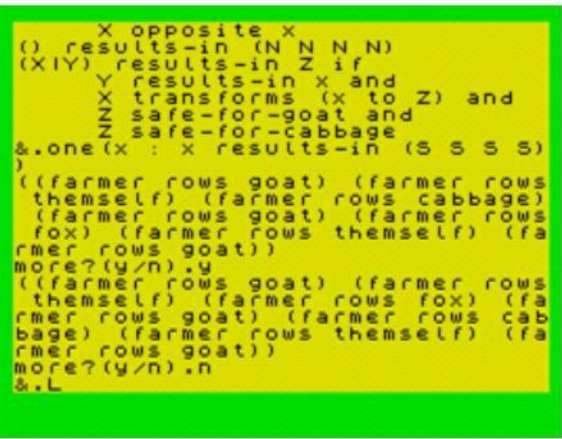 X opposite x
() results-in (N N N N)
(X|Y) results-in Z if
Y results-in x and
X transforms (x to Z) and
Z safe-for-goat and
Z safe-for-cabbage
&.one(x : x results-in (S S S S)
)
((farmer rows goat) (farmer rows
themself) (farmer rows cabbage)
(farmer rows goat) (farmer rows
fox) (farmer rows themself) (fa
rmer rows goat))
more?(y/n).y
((farmer rows goat) (farmer rows
themself) (farmer rows fox) (fa
rmer rows goat) (farmer rows cab
bage) (farmer rows themself) (fa
rmer rows goat))
more?(y/n).n
&.L